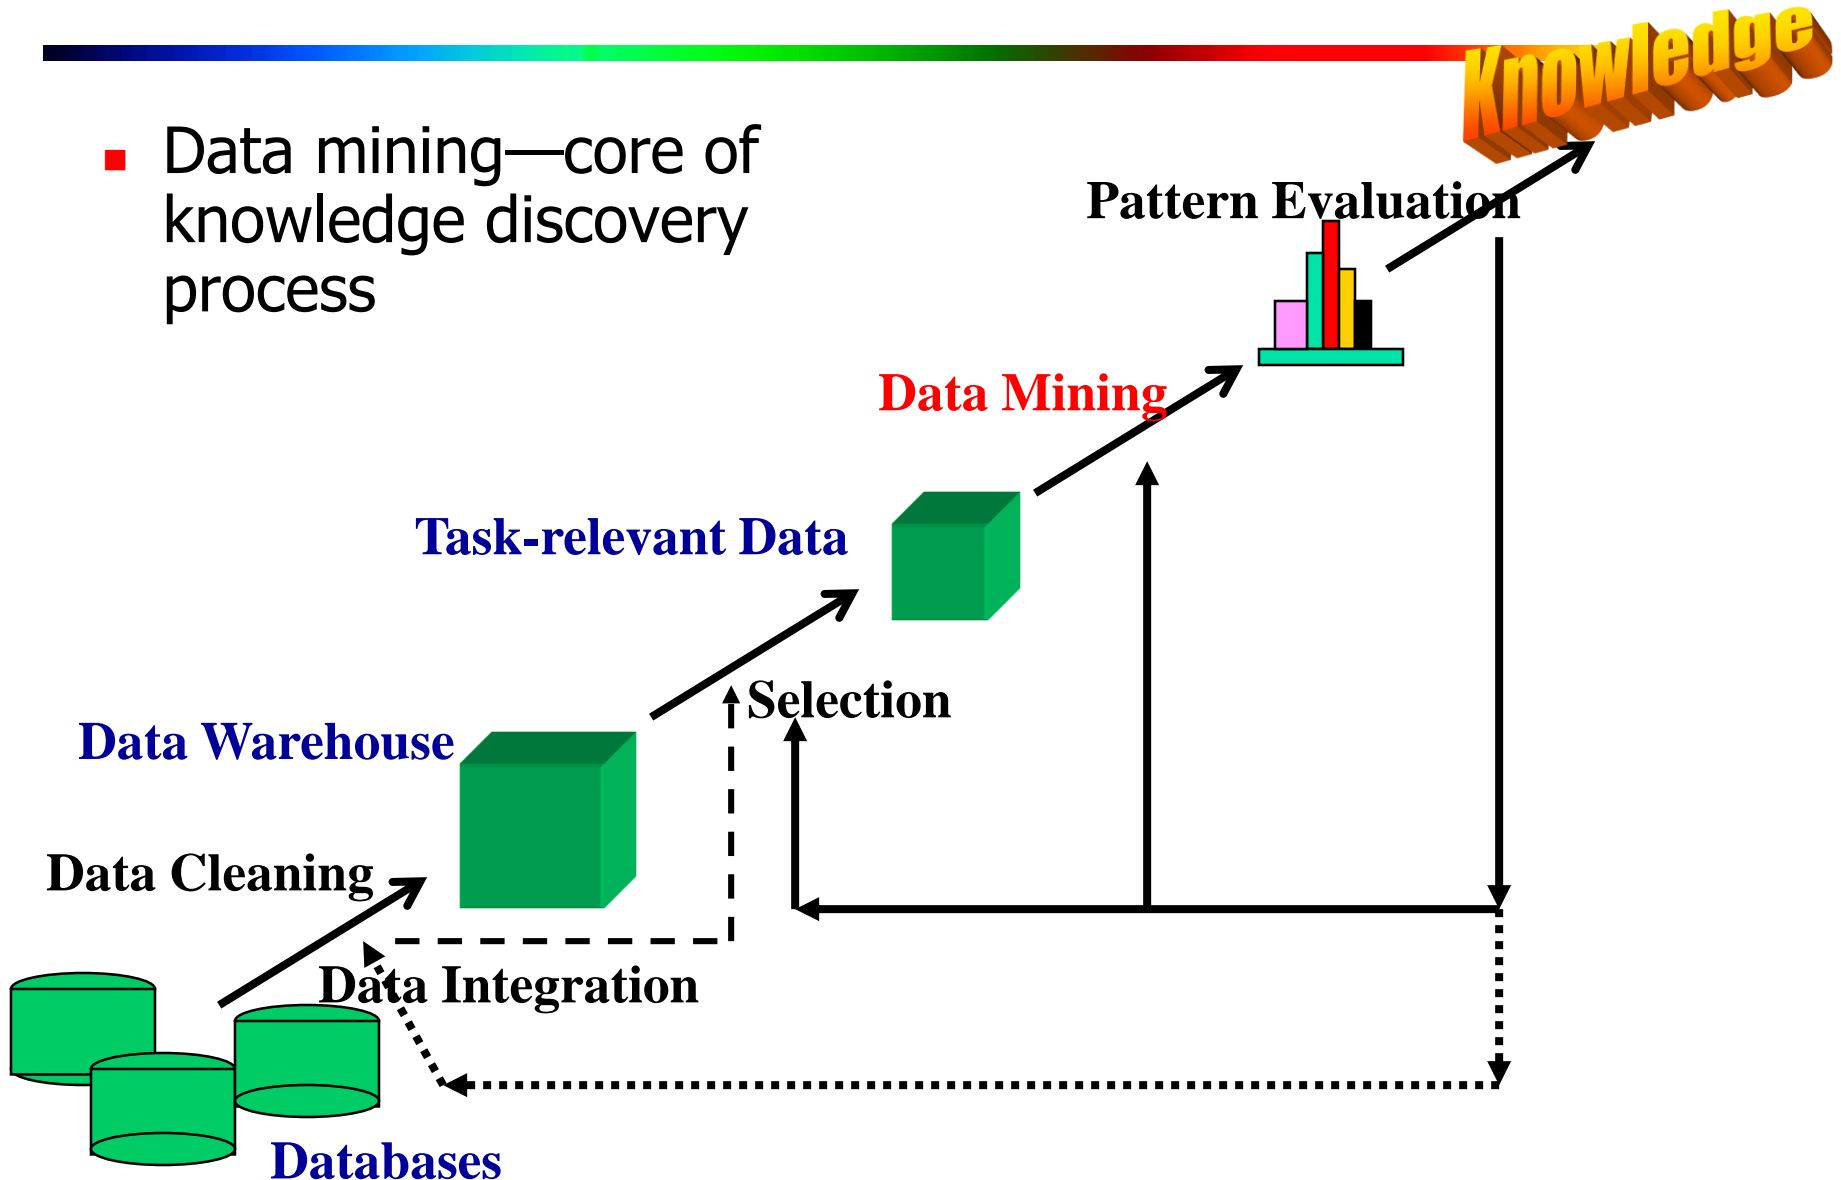 Knowledge
Data mining—core of
knowledge discovery
process
Pattern Evaluation
Data Mining
Task-relevant Data
Selection
Data Warehouse
Data Cleaning
Data Integration
Databases